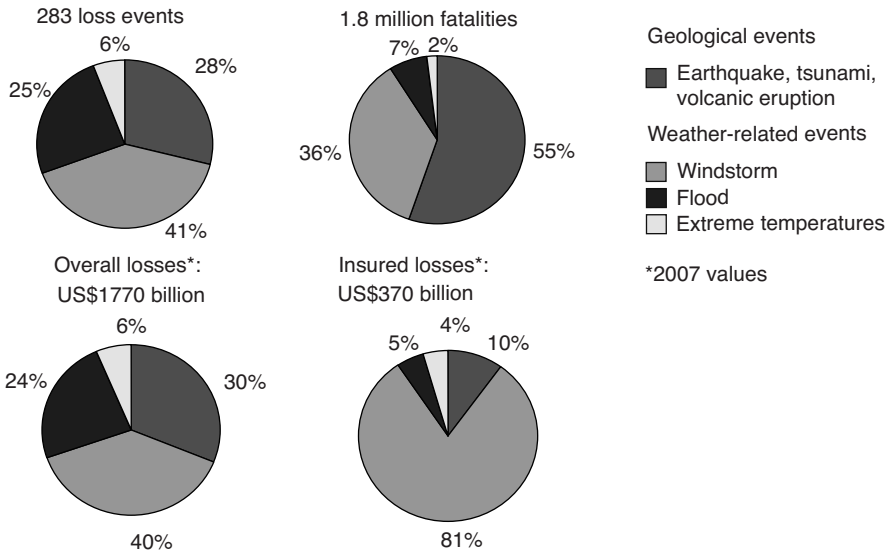 283 loss events
6%
28%
25%
41%
1.8 million fatalities
7%
2%
36%
55%
Geological events
Earthquake, tsunami,
volcanic eruption
Weather-related events
Windstorm
Flood
Extreme temperatures
*2007 values
Overall losses*:
US$1770 billion
6%
24%
30%
40%
Insured losses*:
US$370 billion
4%
5%
10%
81%